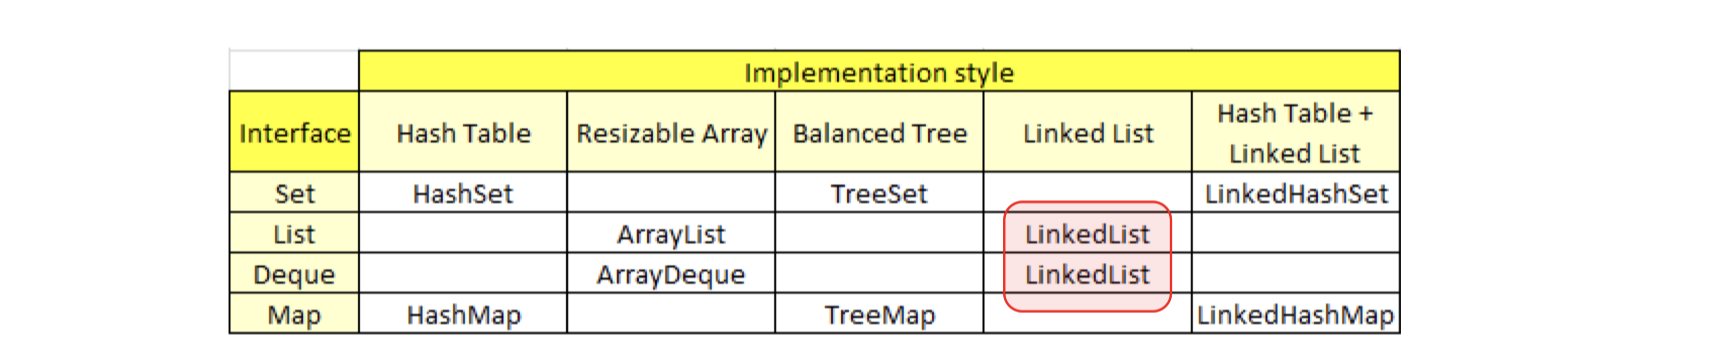 Implementation style
Interface Hash Table Resizable Array Balanced Tree Linked List Hash Table +
Linked List
Set HashSet TreeSet LinkedHashSet
List ArrayList LinkedList
Deque ArrayDeque LinkedList
Map HashMap TreeMap LinkedHashMap